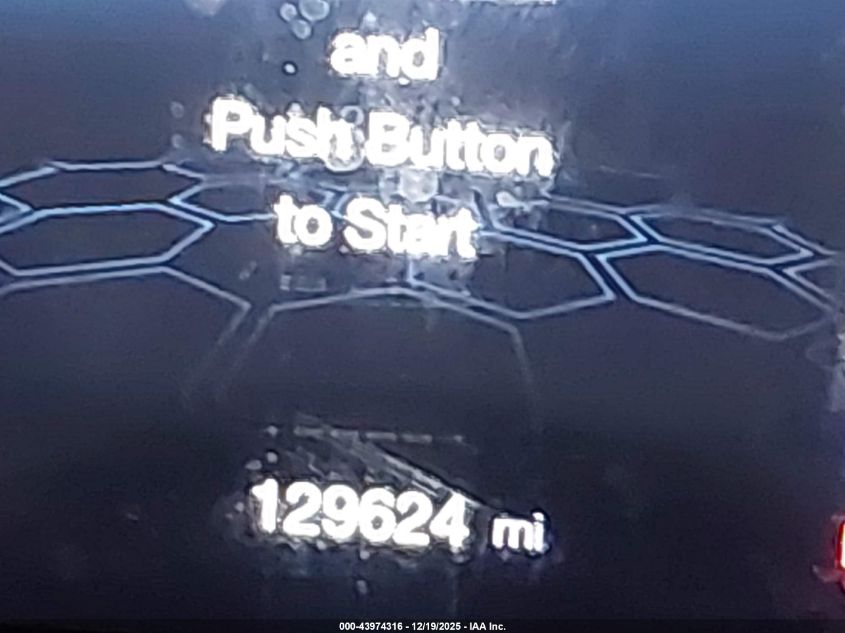 and
Push Button
to Start
129624 mi
000-43974316 - 12/19/2025 - IAA Inc.